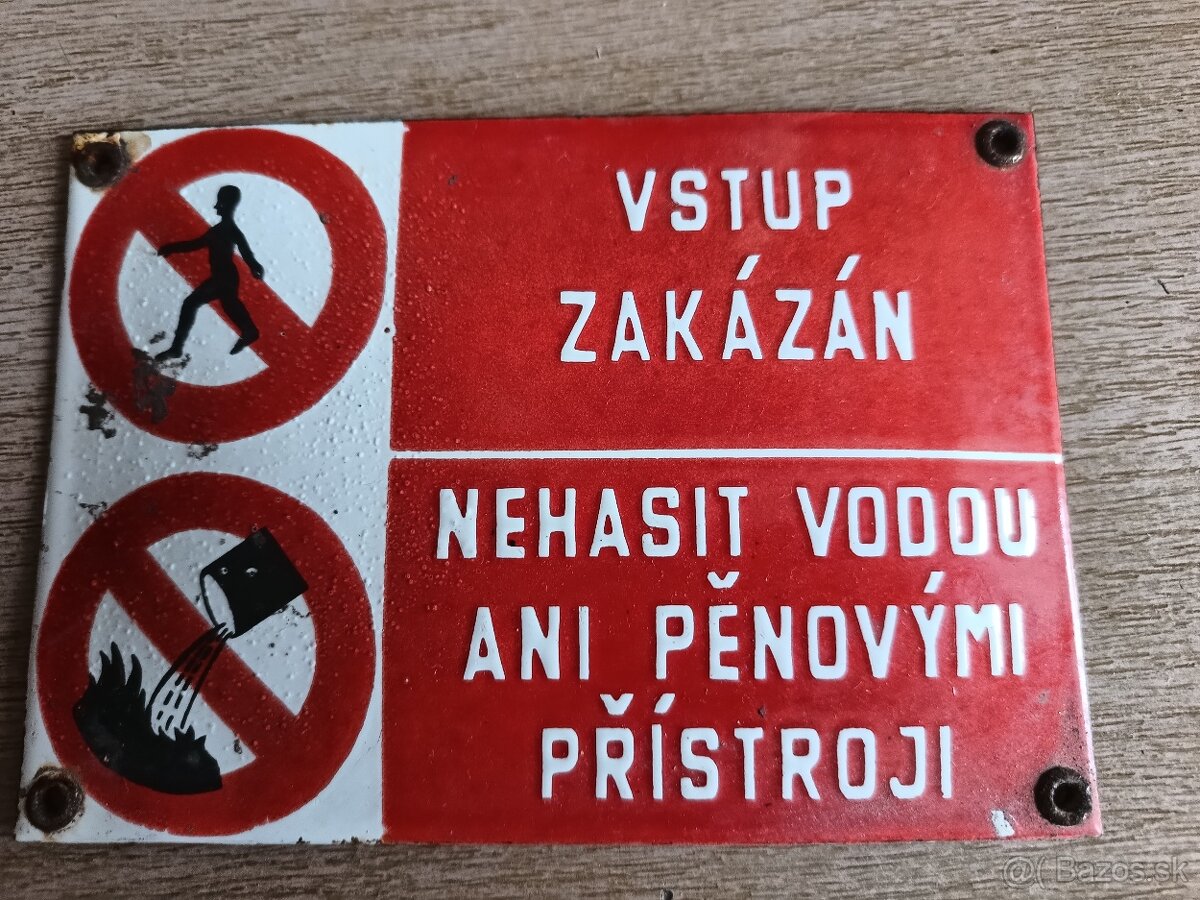 VSTUP
ZAKÁZÁN
NEHASIT VODOU
ANI PĚNOVÝMI
PŘÍSTROJI
@( Bazos.sk